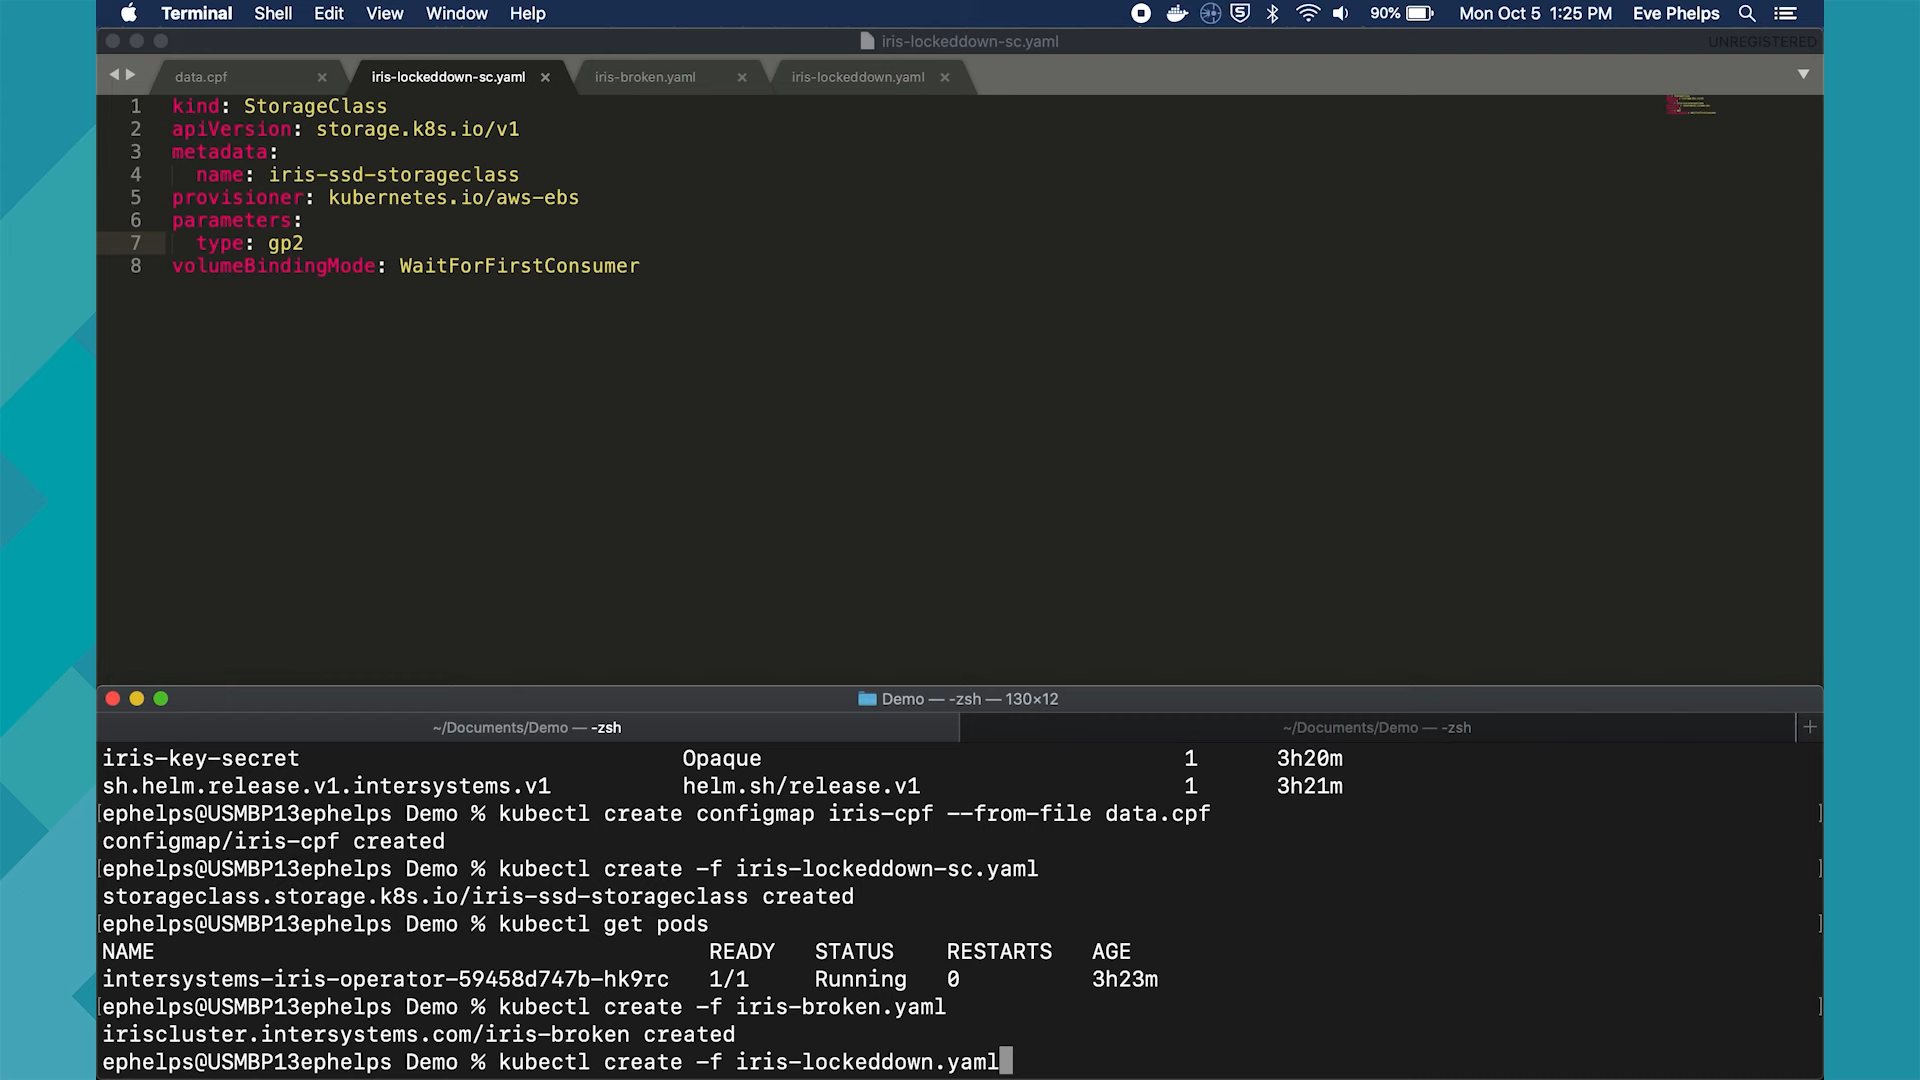 Terminal Shell Edit View Window Help 90% Mon Oct 5 1:25 PM Eve Phelps
iris-lockeddown-sc.yaml UNREGISTERED
data.cpf iris-lockeddown-sc.yaml iris-broken.yaml iris-lockeddown.yaml
1 kind: StorageClass
2 apiVersion: storage.k8s.io/v1
3 metadata:
4 name: iris-ssd-storageclass
5 provisioner: kubernetes.io/aws-ebs
6 parameters:
7 type: gp2
8 volumeBindingMode: WaitForFirstConsumer
Demo — -zsh — 130×12
~/Documents/Demo — -zsh ~/Documents/Demo — -zsh
iris-key-secret Opaque 1 3h20m
sh.helm.release.v1.intersystems.v1 helm.sh/release.v1 1 3h21m
[ephelps@USMBP13ephelps Demo % kubectl create configmap iris-cpf --from-file data.cpf ]
configmap/iris-cpf created
[ephelps@USMBP13ephelps Demo % kubectl create -f iris-lockeddown-sc.yaml ]
storageclass.storage.k8s.io/iris-ssd-storageclass created
[ephelps@USMBP13ephelps Demo % kubectl get pods ]
NAME READY STATUS RESTARTS AGE
intersystems-iris-operator-59458d747b-hk9rc 1/1 Running 0 3h23m
[ephelps@USMBP13ephelps Demo % kubectl create -f iris-broken.yaml ]
iriscluster.intersystems.com/iris-broken created
ephelps@USMBP13ephelps Demo % kubectl create -f iris-lockeddown.yaml